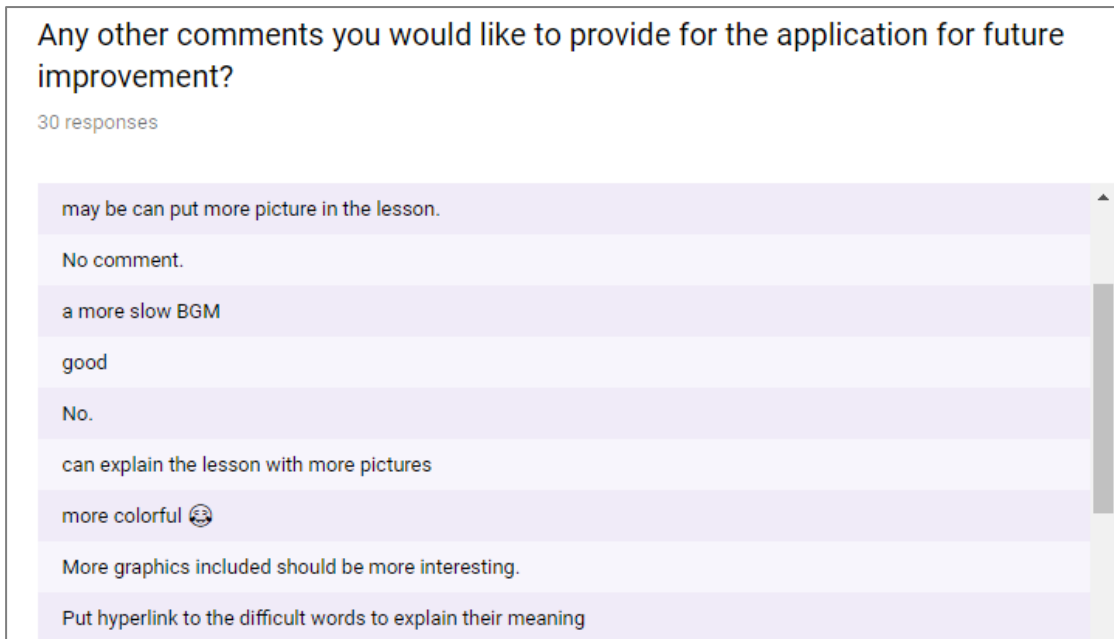 Any other comments you would like to provide for the application for future
improvement?
30 responses
may be can put more picture in the lesson.
No comment.
a more slow BGM
good
No.
can explain the lesson with more pictures
more colorful 😂
More graphics included should be more interesting.
Put hyperlink to the difficult words to explain their meaning